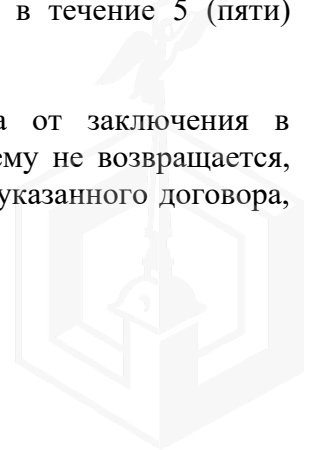 в течение 5 (пяти)
а от заключения в
ему не возвращается,
указанного договора,